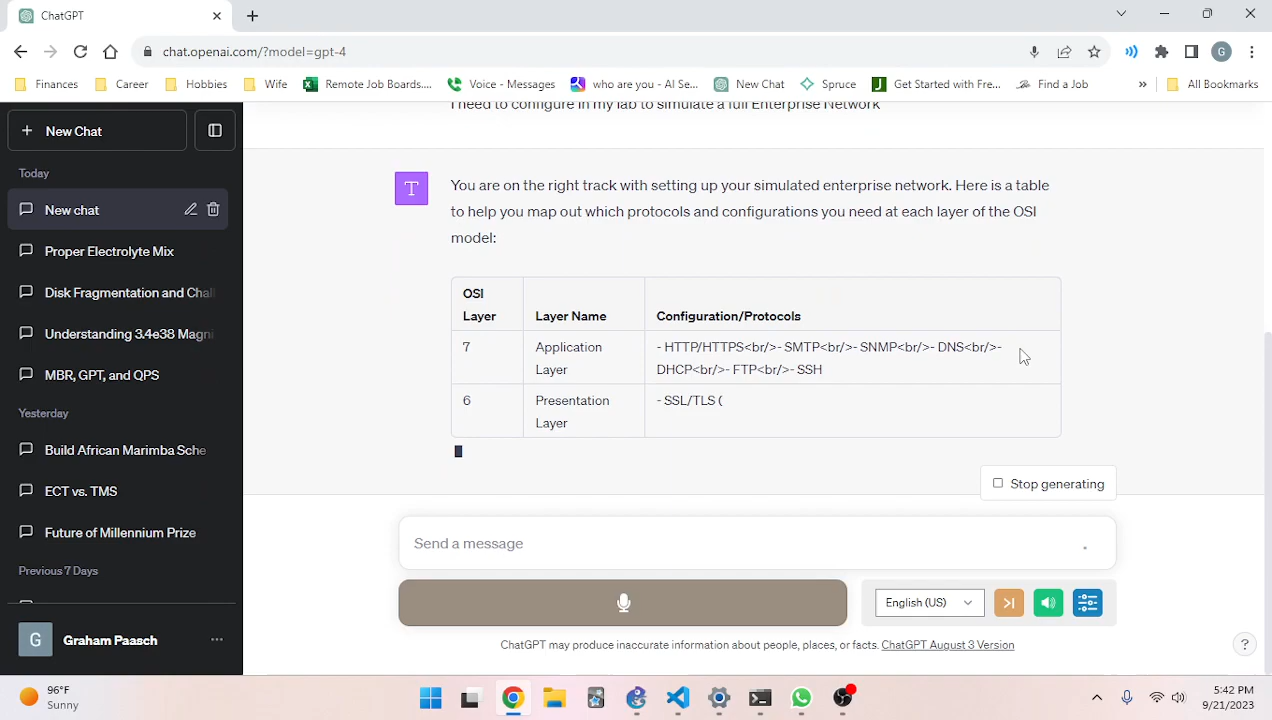 ChatGPT
chat.openai.com/?model=gpt-4
G
Finances
Career
Hobbies
Wife
Remote Job Boards....
Voice - Messages
who are you - AI Se...
New Chat
Spruce
Get Started with Fre...
Find a Job
»
All Bookmarks
I need to configure in my lab to simulate a full Enterprise Network
+ New Chat
Today
New chat
Proper Electrolyte Mix
Disk Fragmentation and Chal
Understanding 3.4e38 Magni
MBR, GPT, and QPS
Yesterday
Build African Marimba Sche
ECT vs. TMS
Future of Millennium Prize
Previous 7 Days
G
Graham Paasch
...
T
You are on the right track with setting up your simulated enterprise network. Here is a table
to help you map out which protocols and configurations you need at each layer of the OSI
model:
OSI
Layer
Layer Name
Configuration/Protocols
7
Application
Layer
- HTTP/HTTPS<br/>- SMTP<br/>- SNMP<br/>- DNS<br/>-
DHCP<br/>- FTP<br/>- SSH
6
Presentation
Layer
- SSL/TLS (
Stop generating
Send a message
English (US)
ChatGPT may produce inaccurate information about people, places, or facts. ChatGPT August 3 Version
?
96°F
Sunny
5:42 PM
9/21/2023